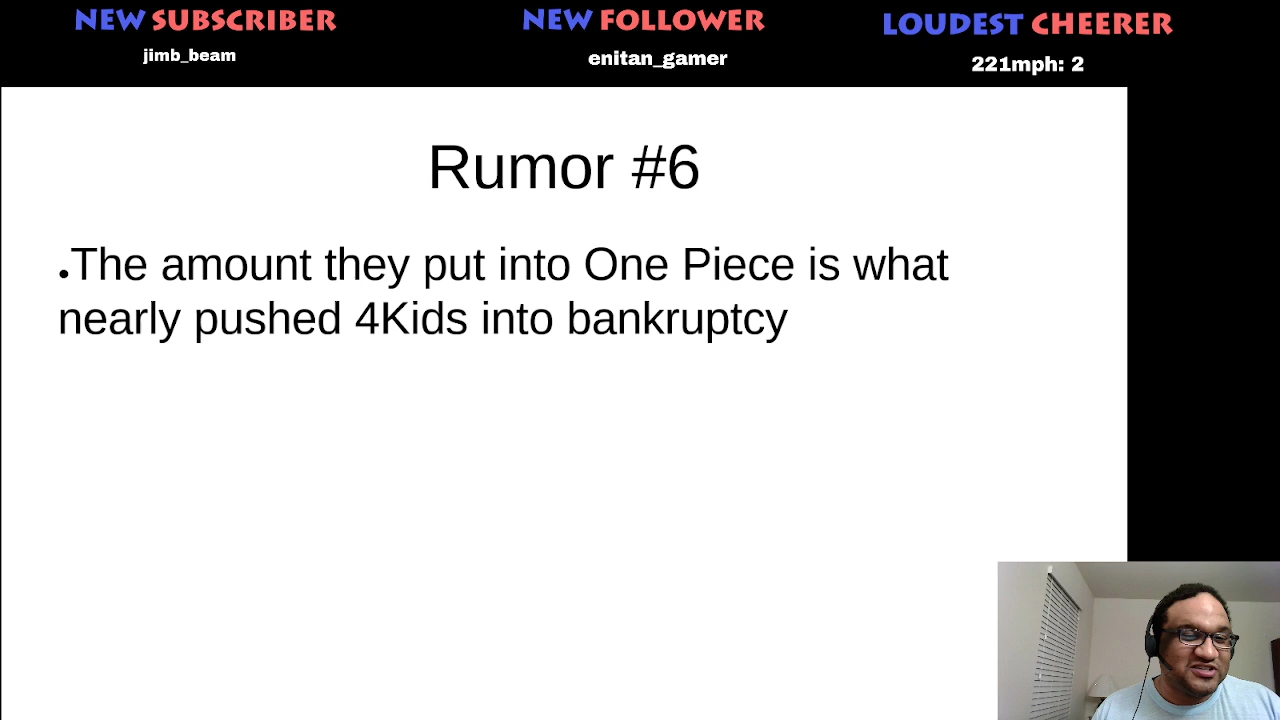 NEW SUBSCRIBER
jimb_beam
NEW FOLLOWER
enitan_gamer
LOUDEST CHEERER
221mph: 2
Rumor #6
•The amount they put into One Piece is what
nearly pushed 4Kids into bankruptcy